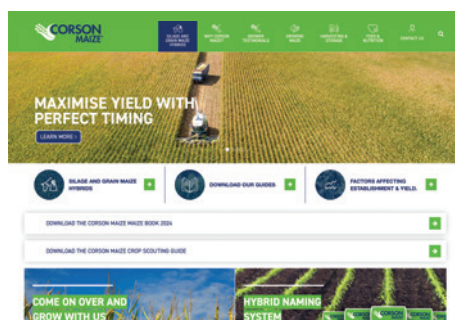 CORSON
MAIZE
SILAGE AND
GRAIN MAIZE
HYBRIDS
WHY CORSON
MAIZE?
GROWER
TESTIMONIALS
GROWING
MAIZE
HARVESTING &
STORAGE
FEED &
NUTRITION
CONTACT US
MAXIMISE YIELD WITH
PERFECT TIMING
LEARN MORE >
SILAGE AND GRAIN MAIZE
HYBRIDS
DOWNLOAD OUR GUIDES
FACTORS AFFECTING
ESTABLISHMENT & YIELD.
DOWNLOAD THE CORSON MAIZE MAIZE BOOK 2024
DOWNLOAD THE CORSON MAIZE CROP SCOUTING GUIDE
COME ON OVER AND
GROW WITH US
HYBRID NAMING
SYSTEM
CORSON CORSON CORSON